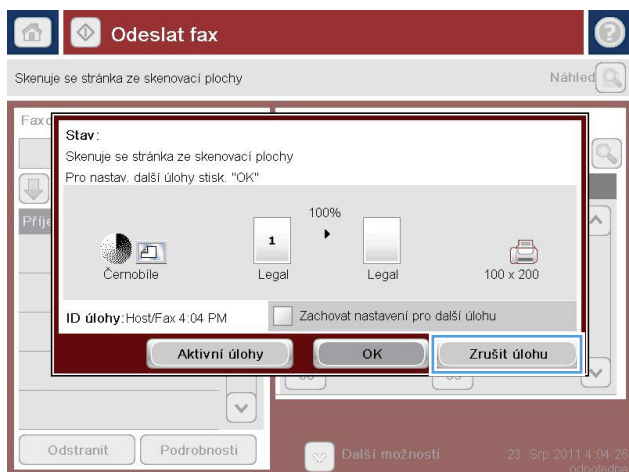 Odeslat fax
Skenuje se stránka ze skenovací plochy
Náhled
Stav:
Skenuje se stránka ze skenovací plochy
Pro nastav. další úlohy stisk. "OK"
100%
1
Černobíle
Legal
Legal
100 x 200
ID úlohy:Host/Fax 4:04 PM
Zachovat nastavení pro další úlohu
Aktivní úlohy
OK
Zrušit úlohu
Odstranit
Podrobnosti
Další možnosti
23. Srp 2011 4:04:26
odpoledne